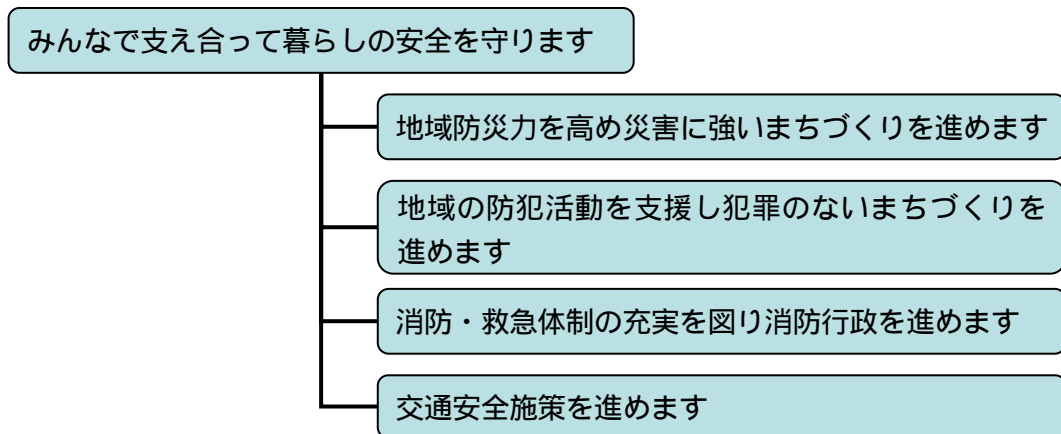 みんなで支え合って暮らしの安全を守ります
地域防災力を高め災害に強いまちづくりを進めます
地域の防犯活動を支援し犯罪のないまちづくりを
進めます
消防・救急体制の充実を図り消防行政を進めます
交通安全施策を進めます